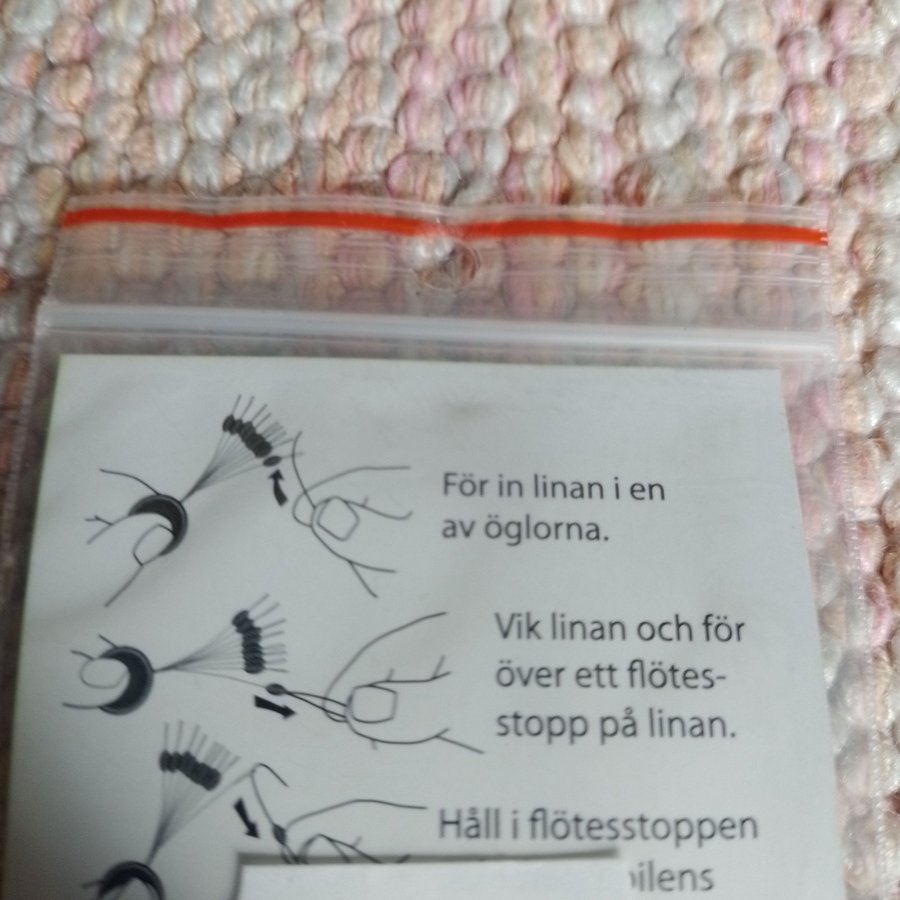 För in linan i en
av öglorna.
Vik linan och för
över ett flötes-
stopp på linan.
Håll i flötesstoppen